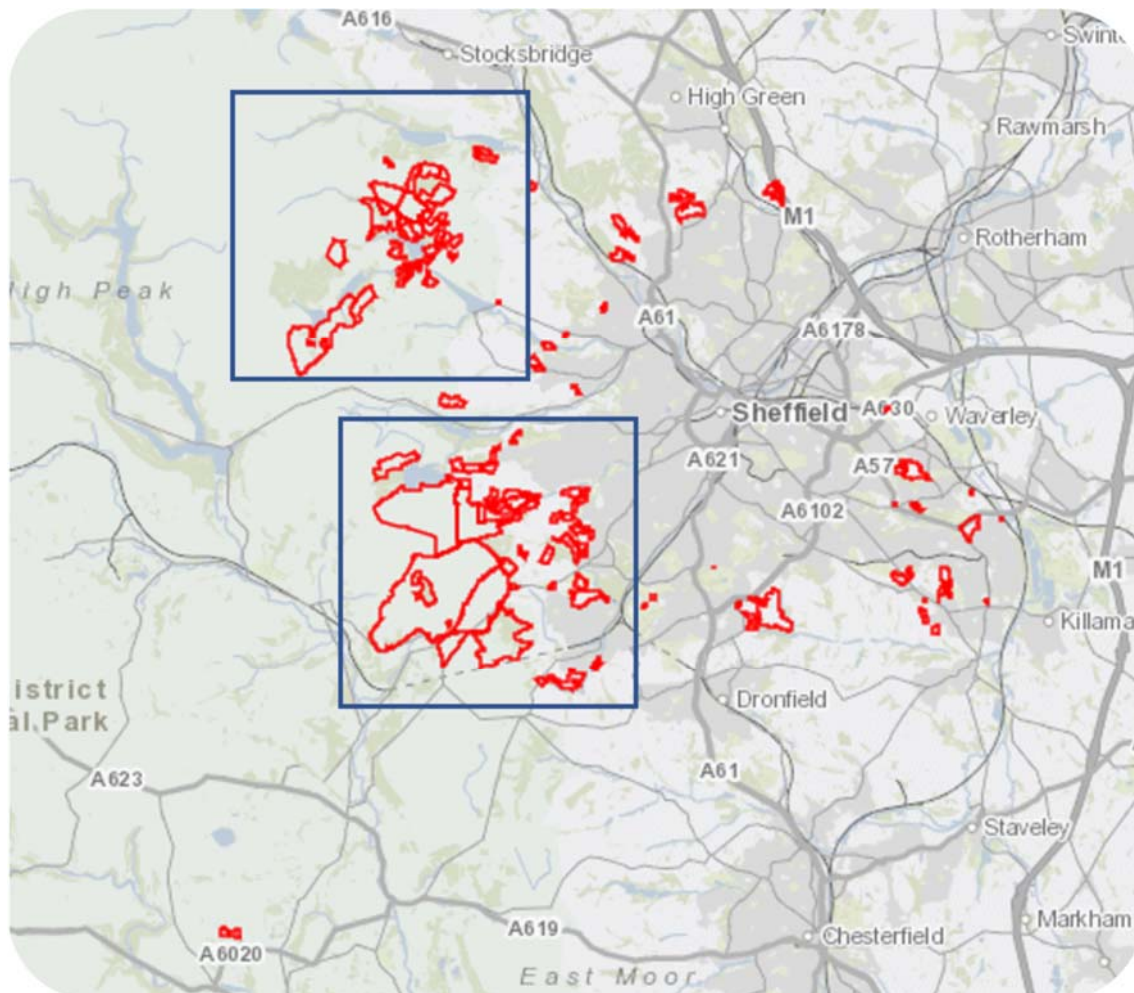 A616
Stocksbridge
Swint
High Green
Rawmarsh
M1
Rotherham
High Peak
A61
A6178
Sheffield
A630
Waverley
A621
A57
A6102
M1
Killama
istrict
al Park
Dronfield
A623
A61
Staveley
A619
Markham
A6020
Chesterfield
East Moor